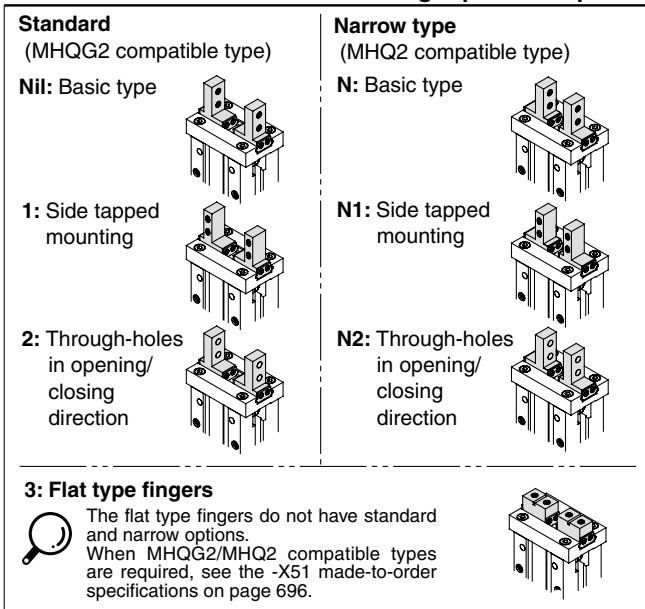 Standard
(MHQG2 compatible type)
Nil: Basic type
1: Side tapped
mounting
2: Through-holes
in opening/
closing
direction
Narrow type
(MHQ2 compatible type)
N: Basic type
N1: Side tapped
mounting
N2: Through-holes
in opening/
closing
direction
3: Flat type fingers
The flat type fingers do not have standard
and narrow options.
When MHQG2/MHQ2 compatible types
are required, see the -X51 made-to-order
specifications on page 696.